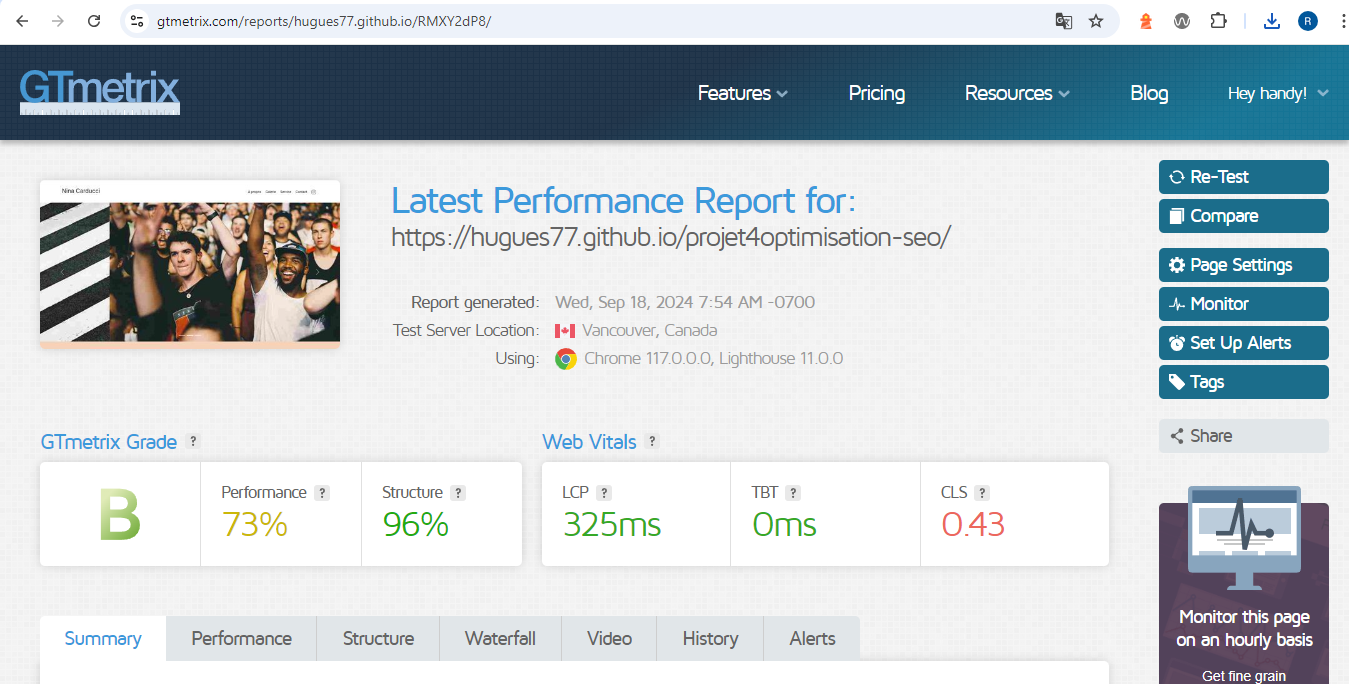 gtmetrix.com/reports/hugues77.github.io/RMXY2dP8/
R
GTmetrix
Features
Pricing
Resources
Blog
Hey handy!
Nina Carducci
Latest Performance Report for:
https://hugues77.github.io/projet4optimisation-seo/
Report generated: Wed, Sep 18, 2024 7:54 AM -0700
Test Server Location: Vancouver, Canada
Using: Chrome 117.0.0.0, Lighthouse 11.0.0
Re-Test
Compare
Page Settings
Monitor
Set Up Alerts
Tags
Share
GTmetrix Grade ?
B
Performance ?
73%
Structure ?
96%
Web Vitals ?
LCP ?
325ms
TBT ?
0ms
CLS ?
0.43
Summary
Performance
Structure
Waterfall
Video
History
Alerts
Monitor this page
on an hourly basis
Get fine grain